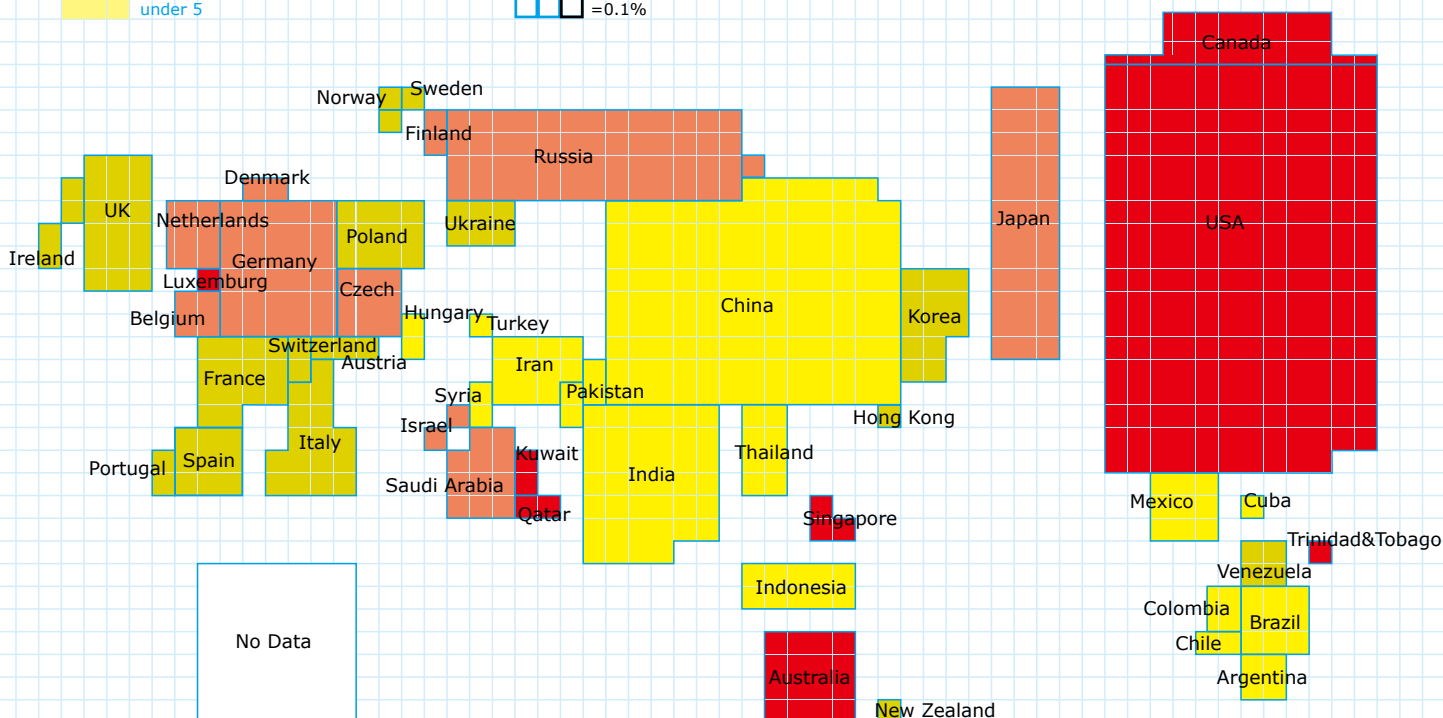 under 5
=0.1%
Canada
Sweden
Norway
Finland
Russia
Denmark
UK
Netherlands
Ukraine
Japan
USA
Poland
Ireland
Germany
Luxemburg
Czech
China
Belgium
Hungary
Korea
Turkey
Switzerland
Austria
Iran
France
Pakistan
Syria
Hong Kong
Israel
Italy
Kuwait
Thailand
Spain
Portugal
India
Saudi Arabia
Mexico
Cuba
Qatar
Singapore
Trinidad&Tobago
Venezuela
Indonesia
Colombia
Brazil
No Data
Chile
Australia
Argentina
New Zealand